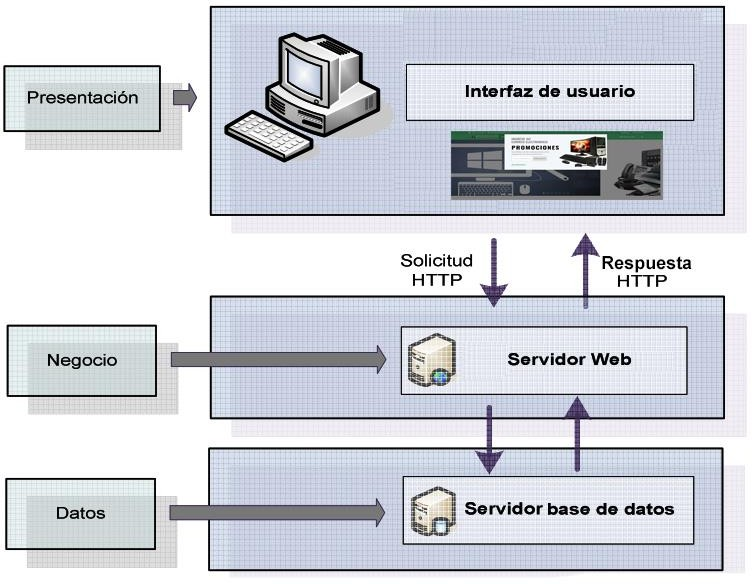 Presentación
Interfaz de usuario
PROMOCIONES
Solicitud
HTTP
Respuesta
HTTP
Negocio
Servidor Web
Datos
Servidor base de datos